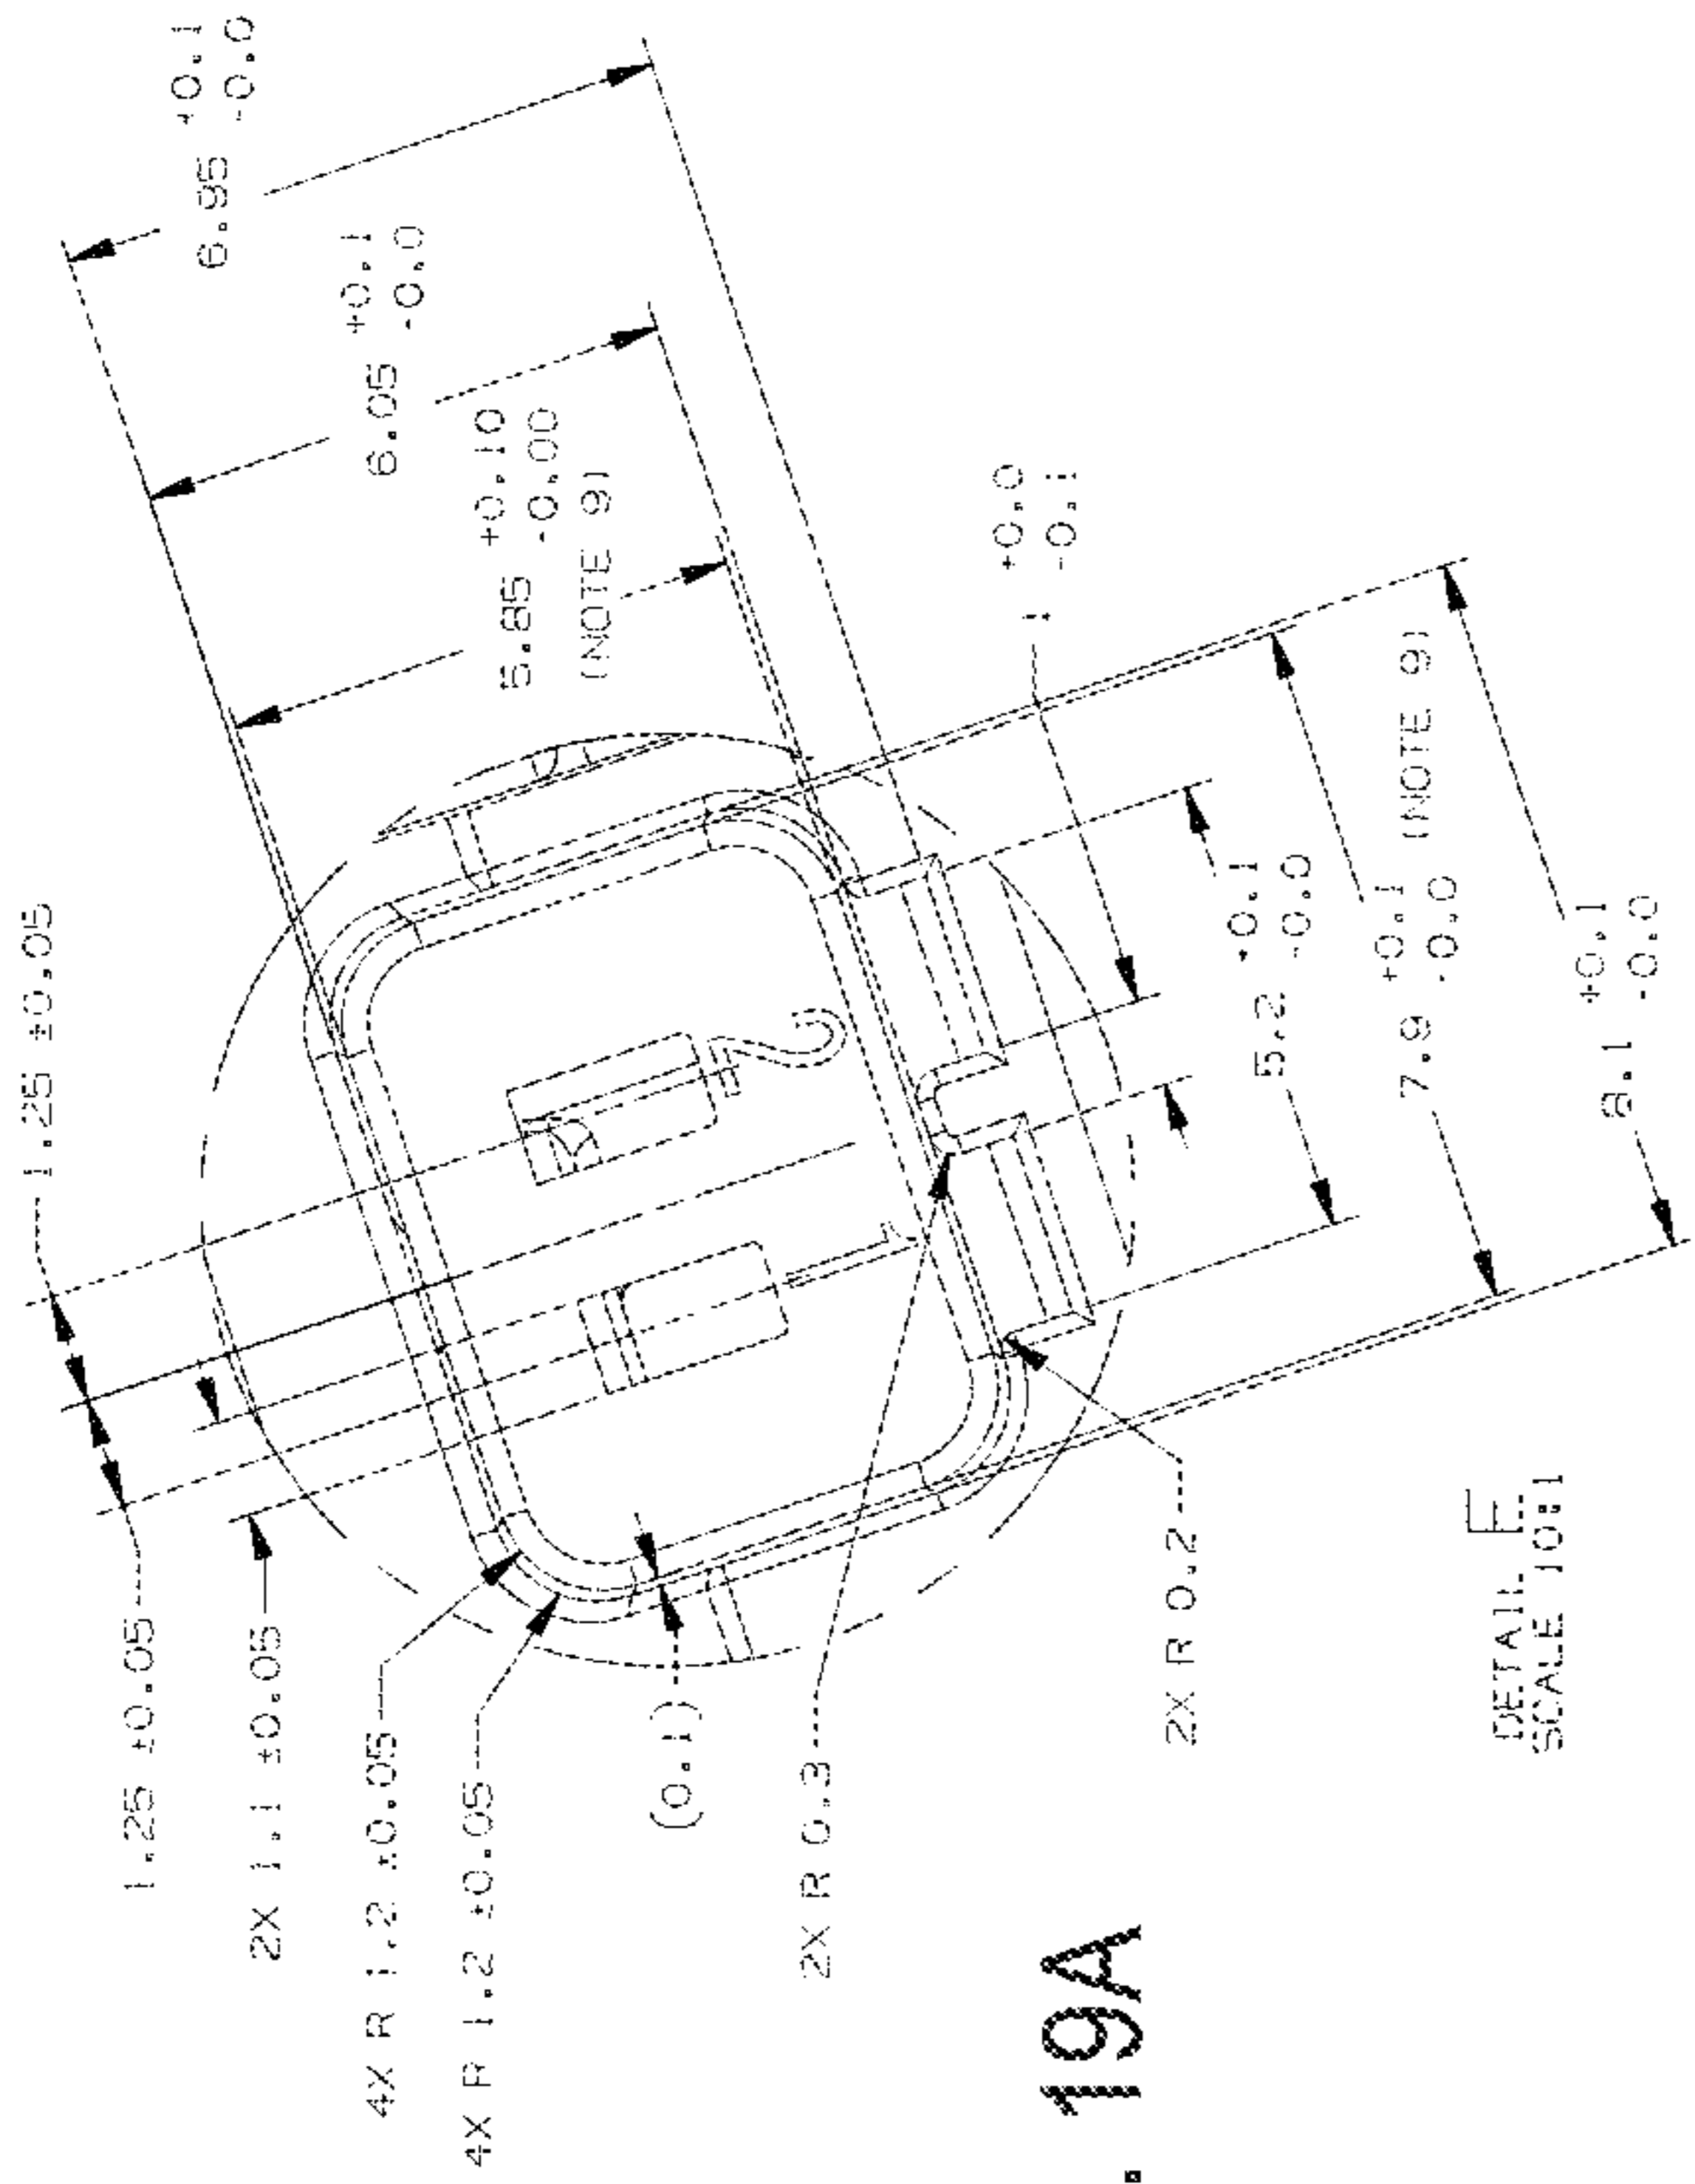 1.25 ±0.05
1.25 ±0.05
2X 1.1 ±0.05
4X R 1.2 ±0.05
4X R 1.2 ±0.05
(0.1)
2X R 0.3
2X R 0.2
+0.1
6.95 -0.0
+0.1
6.05 -0.0
+0.10
5.85 -0.00
(NOTE 9)
+0.0
1 -0.1
+0.1
5.2 -0.0
+0.1
7.9 -0.0 (NOTE 9)
+0.1
8.1 -0.0
DETAIL F
SCALE 10:1
. 19A